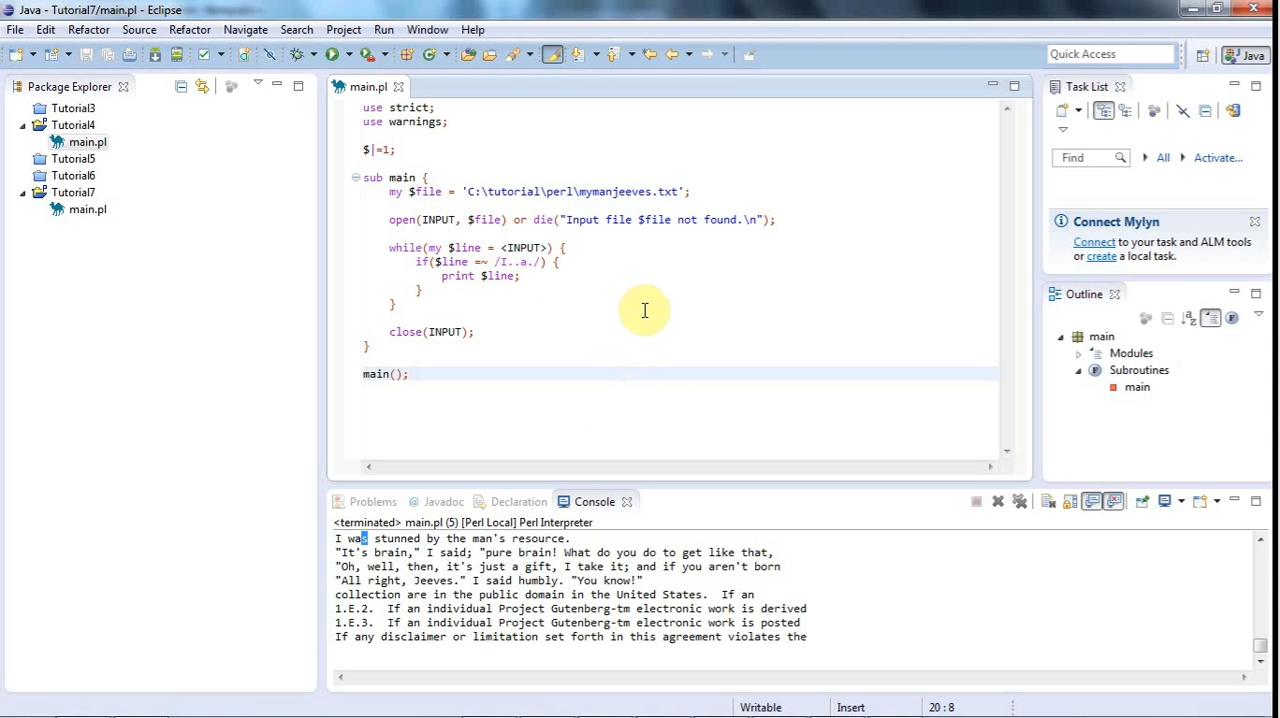 Java - Tutorial7/main.pl - Eclipse
File Edit Refactor Source Refactor Navigate Search Project Run Window Help
Quick Access
Java
Package Explorer
Tutorial3
Tutorial4
main.pl
Tutorial5
Tutorial6
Tutorial7
main.pl
main.pl
use strict;
use warnings;
$|=1;
sub main {
my $file = 'C:\tutorial\perl\mymanjeeves.txt';
open(INPUT, $file) or die("Input file $file not found.\n");
while(my $line = <INPUT>) {
if($line =~ /I..a./) {
print $line;
}
}
close(INPUT);
}
main();
Task List
Find
All
Activate...
Connect Mylyn
Connect to your task and ALM tools
or create a local task.
Outline
main
Modules
Subroutines
main
Problems
@ Javadoc
Declaration
Console
<terminated> main.pl (5) [Perl Local] Perl Interpreter
I was stunned by the man's resource.
"It's brain," I said; "pure brain! What do you do to get like that,
"Oh, well, then, it's just a gift, I take it; and if you aren't born
"All right, Jeeves." I said humbly. "You know!"
collection are in the public domain in the United States.  If an
1.E.2.  If an individual Project Gutenberg-tm electronic work is derived
1.E.3.  If an individual Project Gutenberg-tm electronic work is posted
If any disclaimer or limitation set forth in this agreement violates the
Writable
Insert
20 : 8